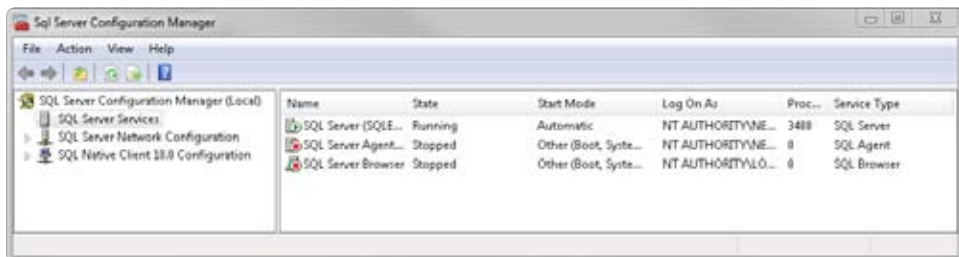 Sql Server Configuration Manager
File Action View Help
SQL Server Configuration Manager (Local)
SQL Server Services
SQL Server Network Configuration
SQL Native Client 10.0 Configuration
Name State Start Mode Log On As Proc... Service Type
SQL Server (SQLE... Running Automatic NT AUTHORITY\NE... 3488 SQL Server
SQL Server Agent... Stopped Other (Boot, Syste... NT AUTHORITY\NE... 0 SQL Agent
SQL Server Browser Stopped Other (Boot, Syste... NT AUTHORITY\LO... 0 SQL Browser